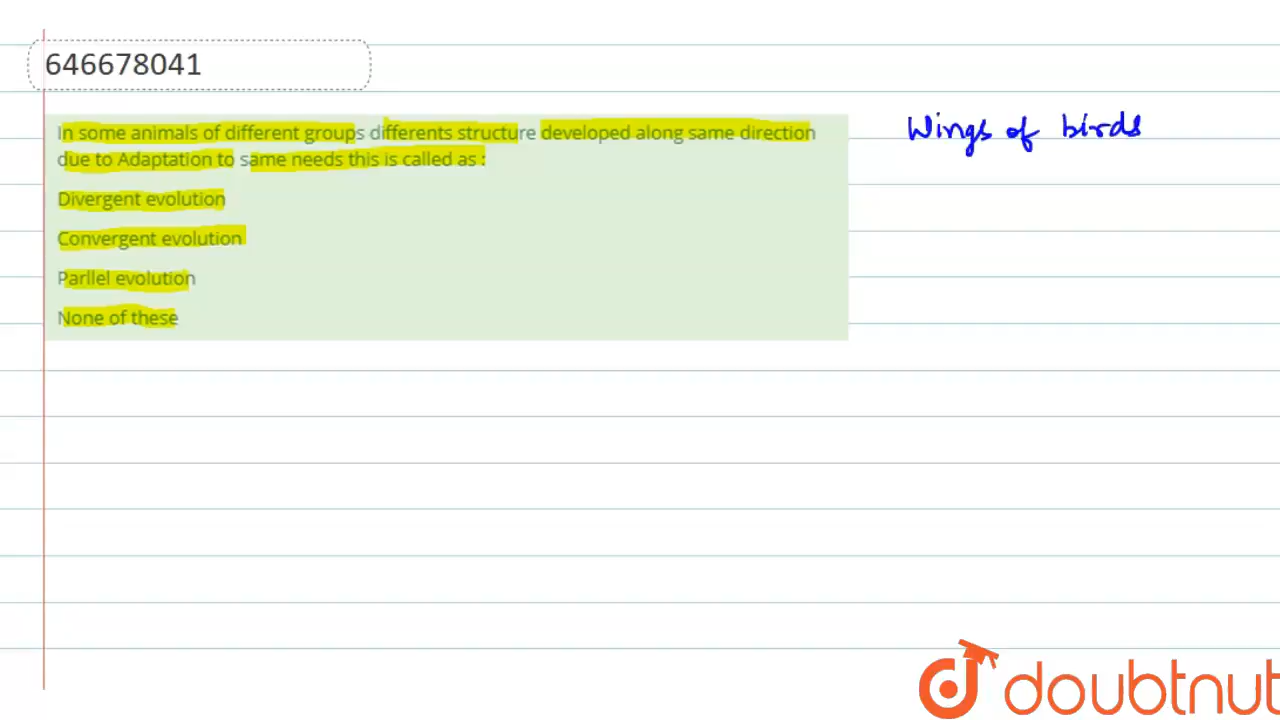 646678041
In some animals of different groups differents structure developed along same direction
due to Adaptation to same needs this is called as :
Divergent evolution
Convergent evolution
Parllel evolution
None of these
Wings of birds
doubtnut